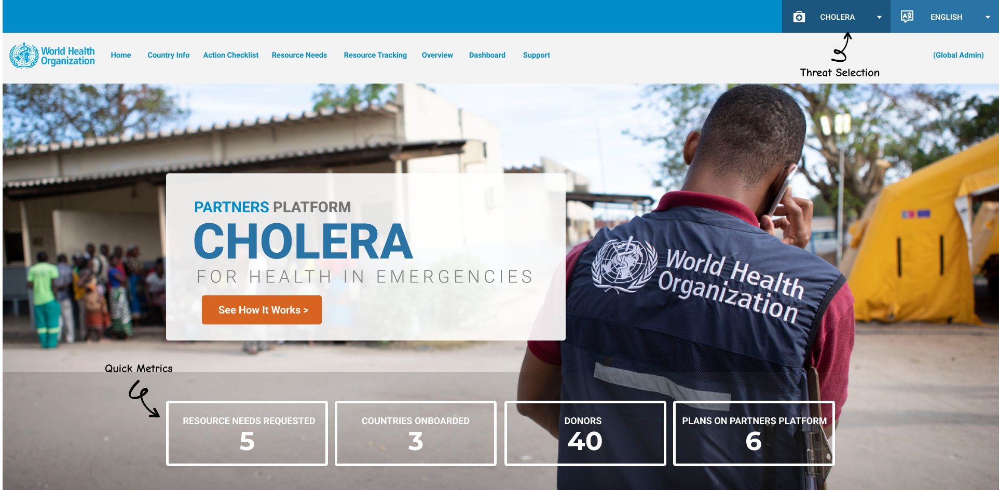 CHOLERA
ENGLISH
World Health
Organization
Home
Country Info
Action Checklist
Resource Needs
Resource Tracking
Overview
Dashboard
Support
(Global Admin)
Threat Selection
PARTNERS PLATFORM
CHOLERA
FOR HEALTH IN EMERGENCIES
See How It Works >
World Health
Organization
Quick Metrics
RESOURCE NEEDS REQUESTED
5
COUNTRIES ONBOARDED
3
DONORS
40
PLANS ON PARTNERS PLATFORM
6